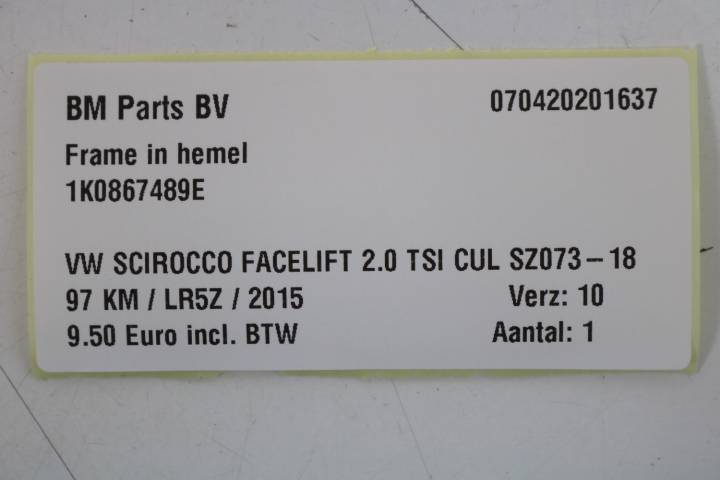 BM Parts BV 070420201637
Frame in hemel
1K0867489E
VW SCIROCCO FACELIFT 2.0 TSI CUL SZ073-18
97 KM / LR5Z / 2015 Verz: 10
9.50 Euro incl. BTW Aantal: 1